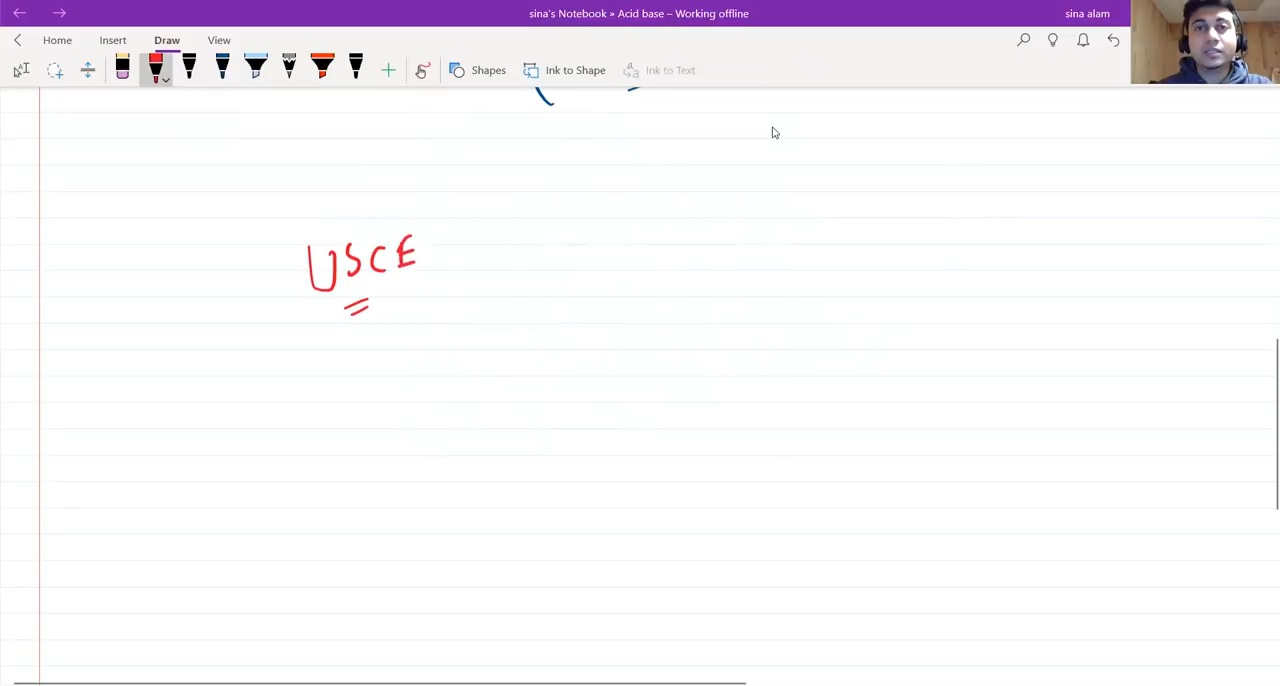 sina's Notebook » Acid base – Working offline
sina alam
Home Insert Draw View
Shapes Ink to Shape Ink to Text
USCE